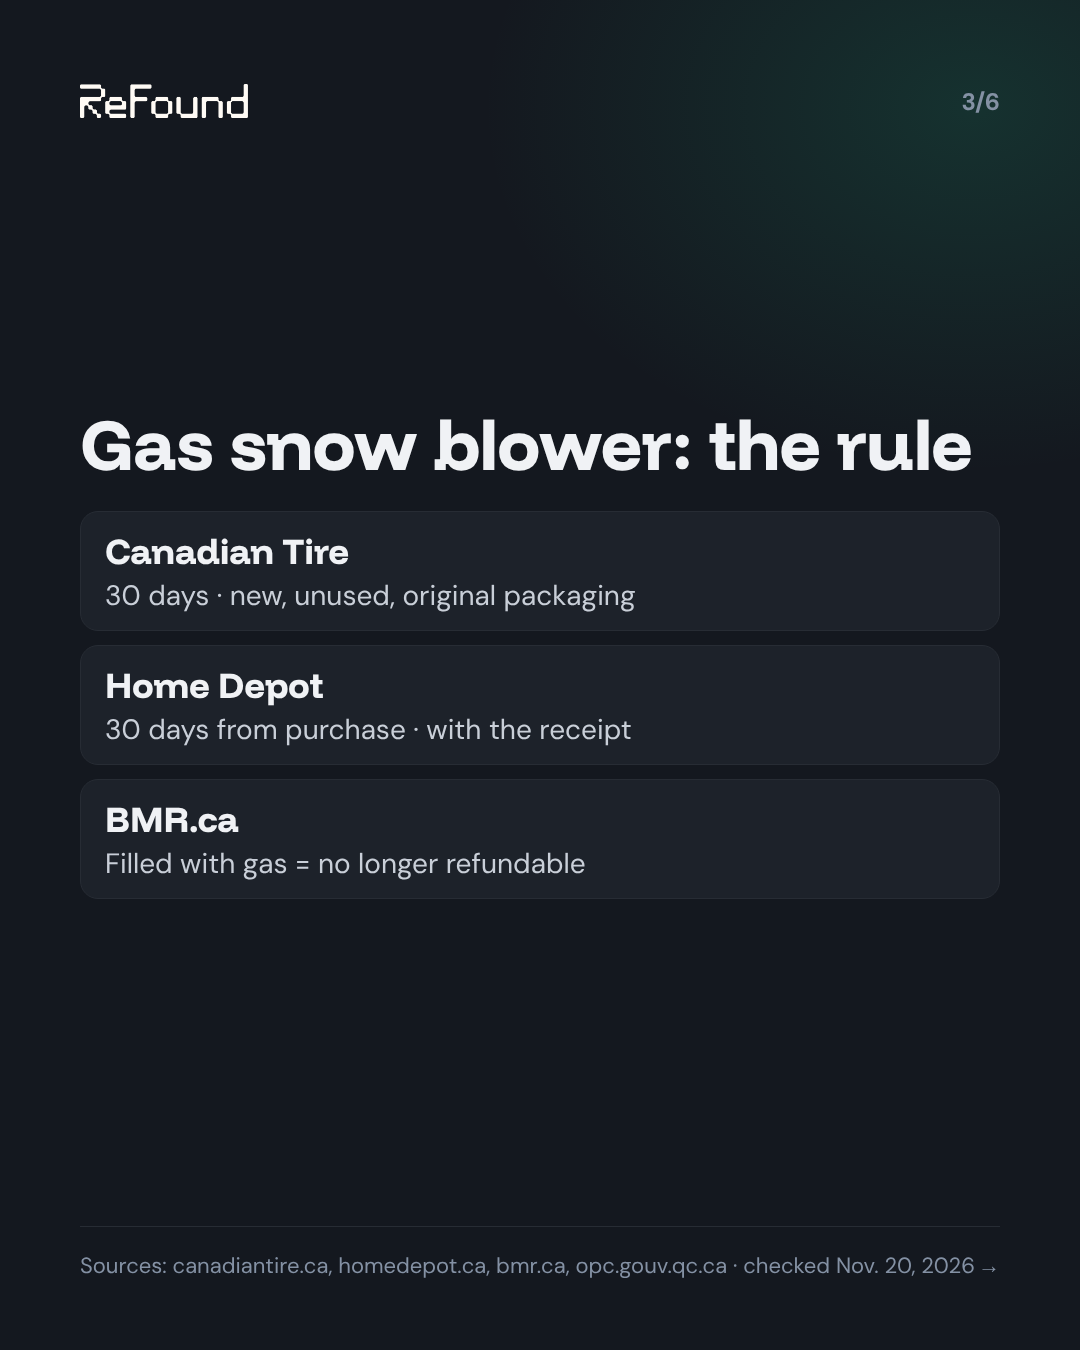 ReFound
3/6
Gas snow blower: the rule
Canadian Tire
30 days · new, unused, original packaging
Home Depot
30 days from purchase · with the receipt
BMR.ca
Filled with gas = no longer refundable
Sources: canadiantire.ca, homedepot.ca, bmr.ca, opc.gouv.qc.ca · checked Nov. 20, 2026 →